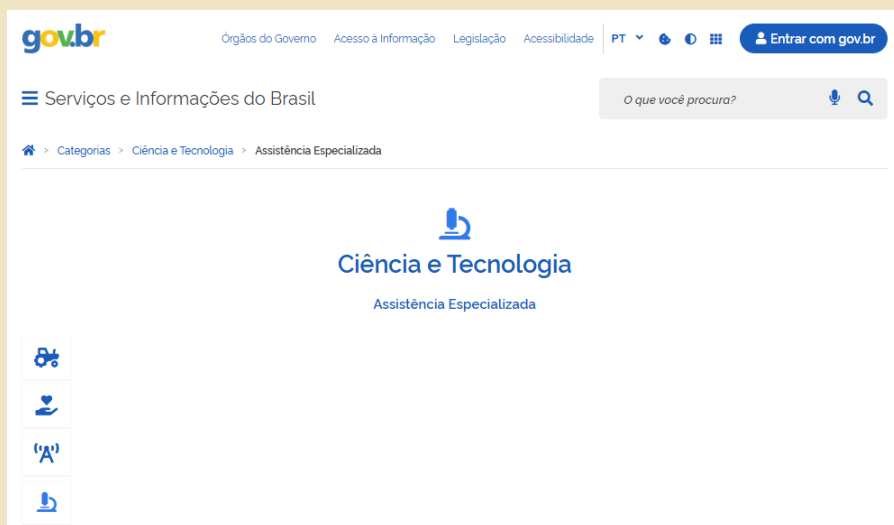 gov.br
Órgãos do Governo Acesso à Informação Legislação Acessibilidade PT Entrar com gov.br
Serviços e Informações do Brasil
O que você procura?
> Categorias > Ciência e Tecnologia > Assistência Especializada
Ciência e Tecnologia
Assistência Especializada